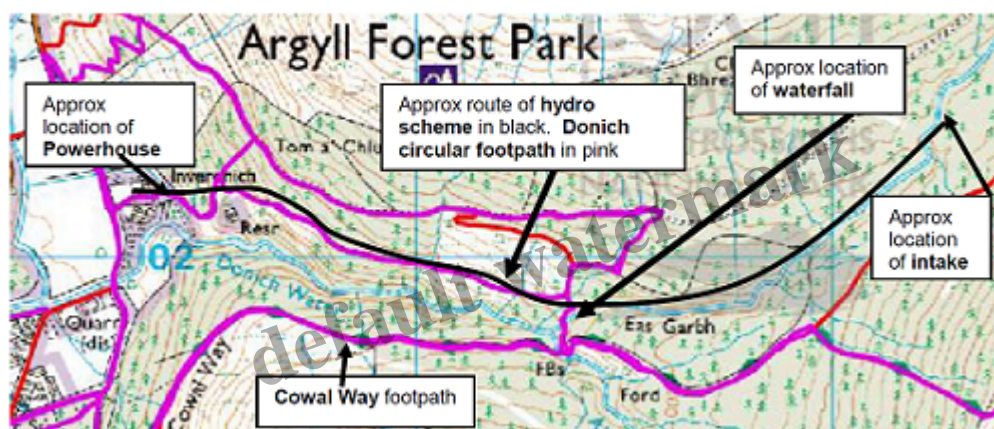 Argyll Forest Park
Approx location
of waterfall
Approx
location of
Powerhouse
Approx route of hydro
scheme in black. Donich
circular footpath in pink
Tom a' Chlu
Inverchich
Resr
Approx
location
of intake
02
Donich
Quarr
Eas Garbh
FBs
Ford
Cowal Way
Cowal Way footpath
default watermark